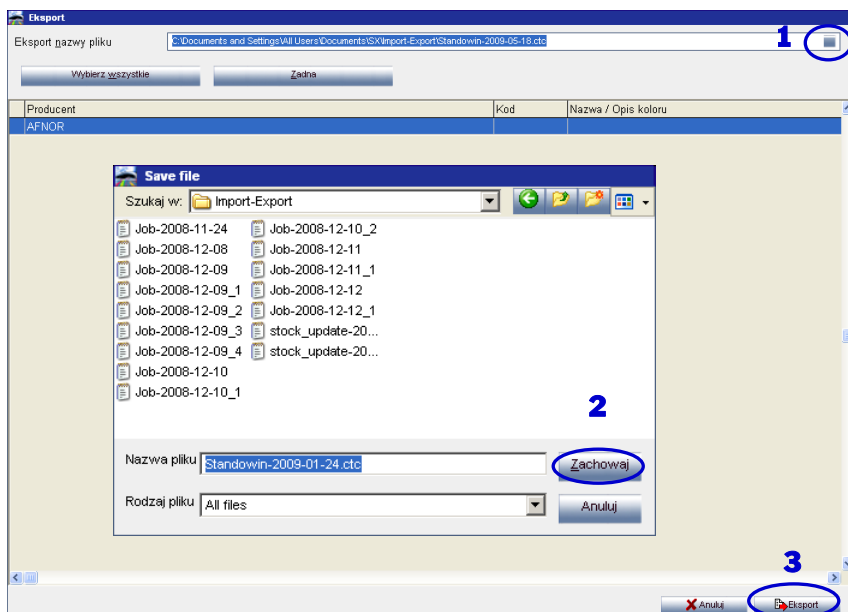 Eksport
Eksport nazwy pliku C:\Documents and Settings\All Users\Documents\SX\Import-Export\Standowin-2009-05-18.ctc 1
Wybierz wszystkie Żadna
Producent Kod Nazwa / Opis koloru
AFNOR
Save file
Szukaj w: Import-Export
Job-2008-11-24 Job-2008-12-10_2
Job-2008-12-08 Job-2008-12-11
Job-2008-12-09 Job-2008-12-11_1
Job-2008-12-09_1 Job-2008-12-12
Job-2008-12-09_2 Job-2008-12-12_1
Job-2008-12-09_3 stock_update-20...
Job-2008-12-09_4 stock_update-20...
Job-2008-12-10
Job-2008-12-10_1
2
Nazwa pliku Standowin-2009-01-24.ctc Zachowaj
Rodzaj pliku All files Anuluj
3
Anuluj Eksport